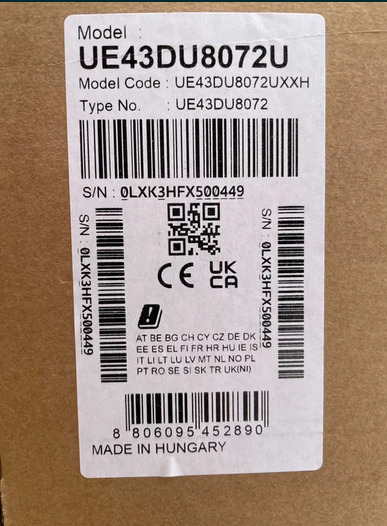 Model :
UE43DU8072U
Model Code : UE43DU8072UXXH
Type No. : UE43DU8072
S/N : 0LXK3HFX500449
S/N : 0LXK3HFX500449
S/N : 0LXK3HFX500449
CE UK
CA
AT BE BG CH CY CZ DE DK
EE ES EL FI FR HR HU IE IS
IT LI LT LU LV MT NL NO PL
PT RO SE SI SK TR UK(NI)
8 806095 452890
MADE IN HUNGARY